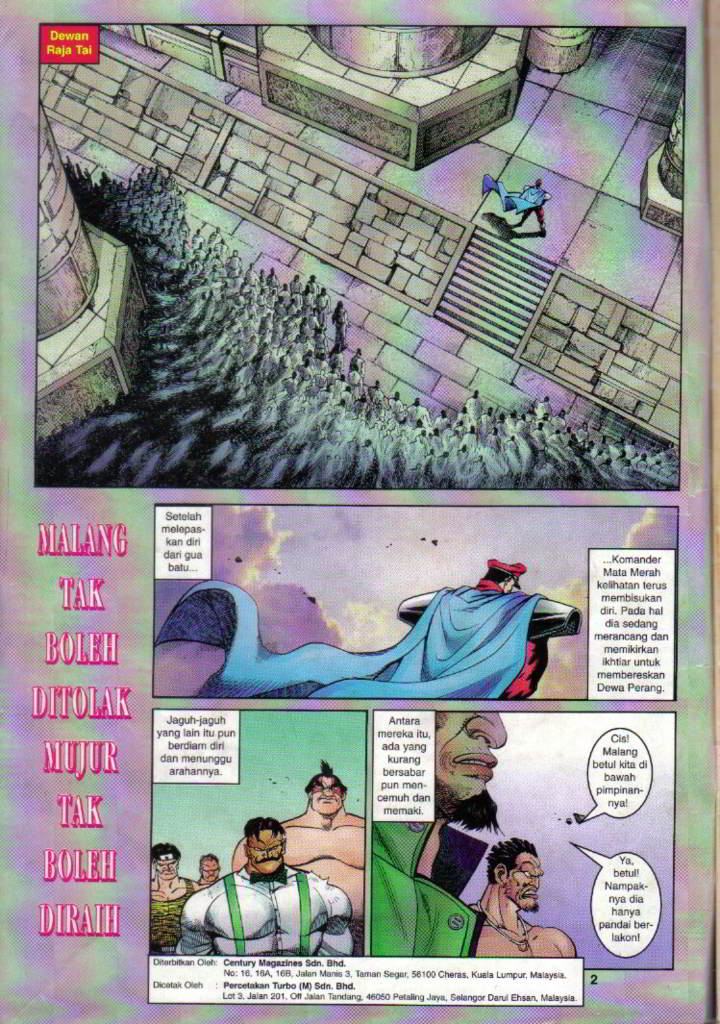 Dewan
Raja Tai
MALANG
TAK
BOLEH
DITOLAK
MUJUR
TAK
BOLEH
DIRAIH
Setelah
melepas-
kan diri
dari gua
batu...
...Komander
Mata Merah
kelihatan terus
membisukan
diri. Pada hal
dia sedang
merancang dan
memikirkan
ikhtiar untuk
membereskan
Dewa Perang.
Jaguh-jaguh
yang lain itu pun
berdiam diri
dan menunggu
arahannya.
Antara
mereka itu,
ada yang
kurang
bersabar
pun men-
cemuh dan
memaki.
Cis!
Malang
betul kita di
bawah
pimpinan-
nya!
Ya,
betul!
Nampak-
nya dia
hanya
pandai ber-
lakon!
Diterbitkan Oleh: Century Magazines Sdn. Bhd.
No: 16, 16A, 16B, Jalan Manis 3, Taman Segar, 56100 Cheras, Kuala Lumpur, Malaysia.
Dicetak Oleh : Percetakan Turbo (M) Sdn. Bhd.
Lot 3, Jalan 201, Off Jalan Tandang, 46050 Petaling Jaya, Selangor Darul Ehsan, Malaysia.
2